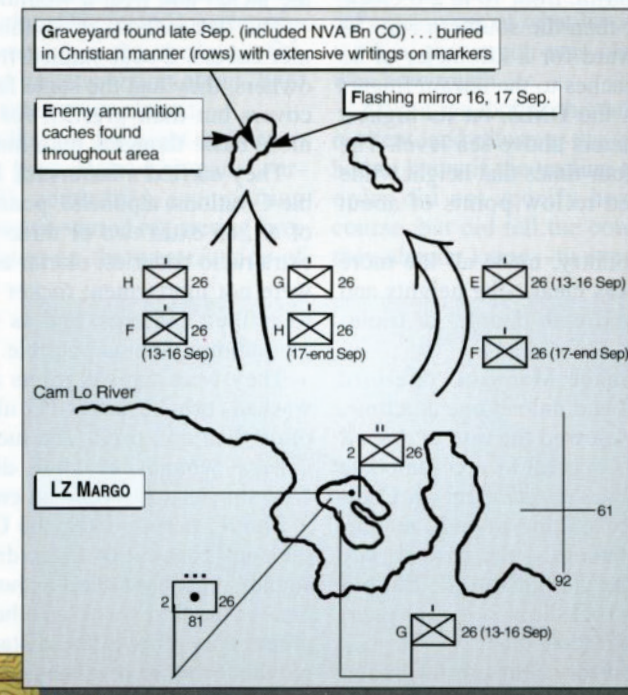 Graveyard found late Sep. (included NVA Bn CO) . . . buried
in Christian manner (rows) with extensive writings on markers
Flashing mirror 16, 17 Sep.
Enemy ammunition
caches found
throughout area
H 26
G 26
E 26 (13-16 Sep)
F 26
(13-16 Sep)
H 26
(17-end Sep)
F 26 (17-end Sep)
Cam Lo River
2 26
LZ MARGO
61
92
2 26
81
G 26 (13-16 Sep)